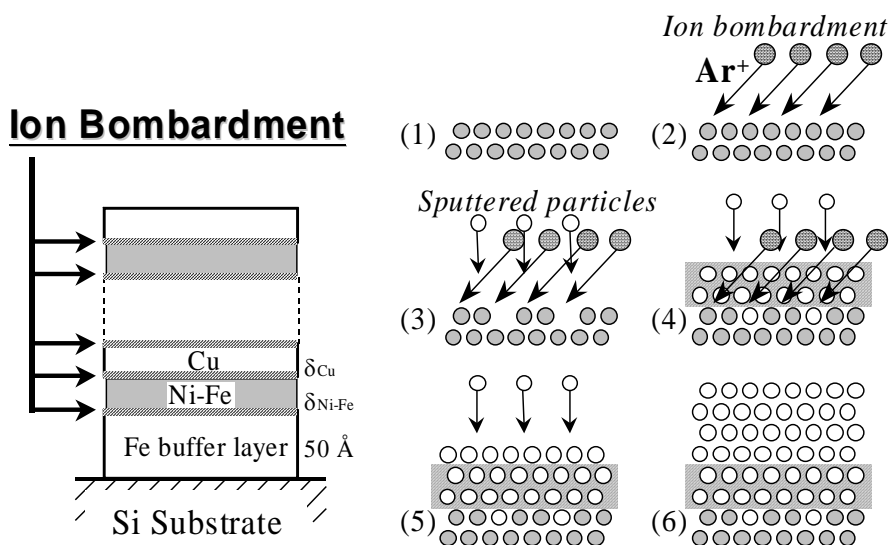 Ion Bombardment
Cu
δCu
Ni-Fe
δNi-Fe
Fe buffer layer
50 Å
Si Substrate
Ion bombardment
Ar+
(1)
(2)
Sputtered particles
(3)
(4)
(5)
(6)